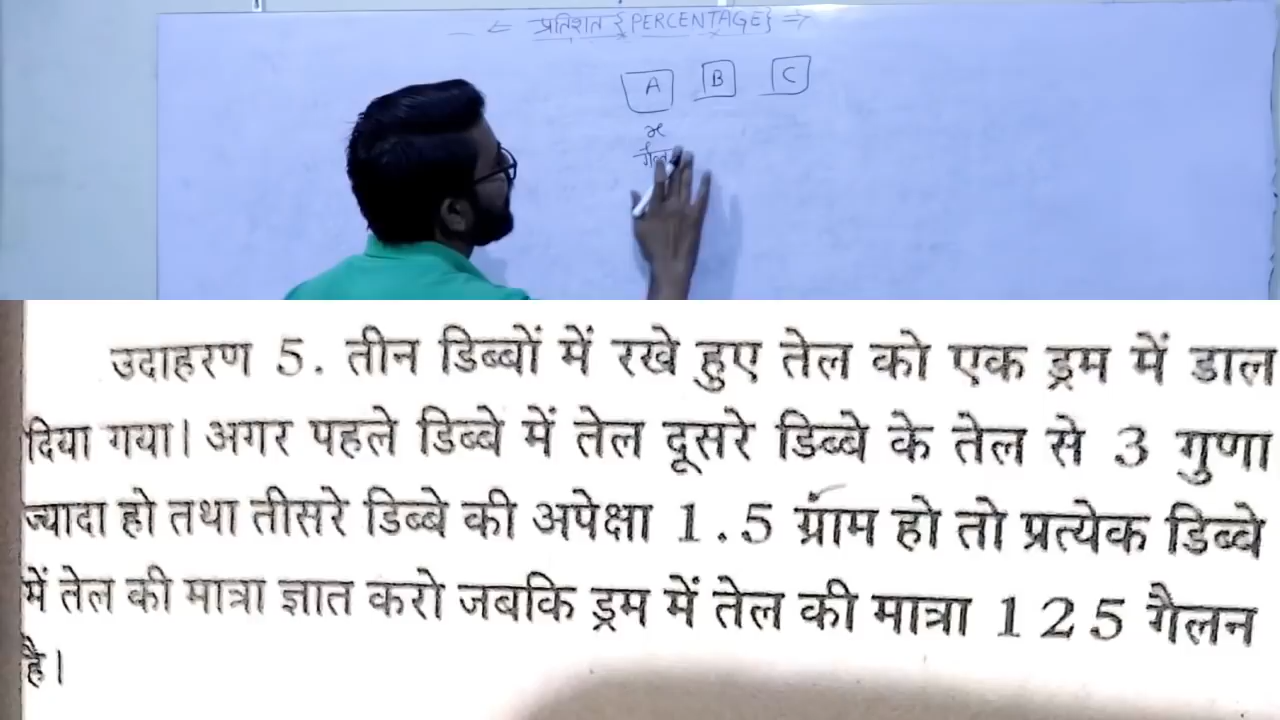 ← प्रतिशत {PERCENTAGE} →
A B C
x
उदाहरण 5. तीन डिब्बों में रखे हुए तेल को एक ड्रम में डाल
दिया गया। अगर पहले डिब्बे में तेल दूसरे डिब्बे के तेल से 3 गुणा
ज्यादा हो तथा तीसरे डिब्बे की अपेक्षा 1.5 ग्राम हो तो प्रत्येक डिब्बे
में तेल की मात्रा ज्ञात करो जबकि ड्रम में तेल की मात्रा 125 गैलन
है।